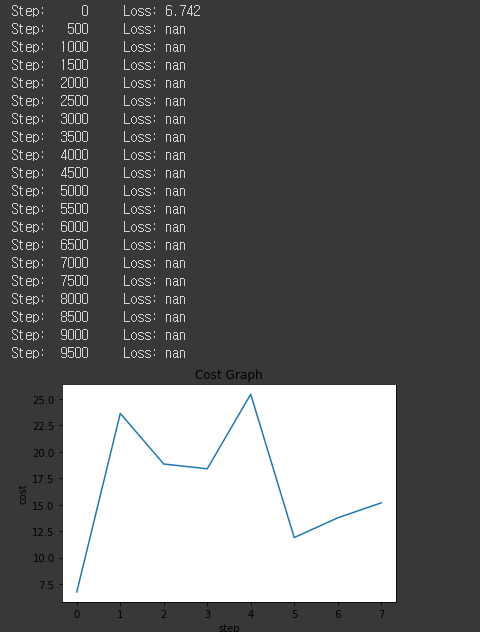 Step: 0 Loss: 6.742
Step: 500 Loss: nan
Step: 1000 Loss: nan
Step: 1500 Loss: nan
Step: 2000 Loss: nan
Step: 2500 Loss: nan
Step: 3000 Loss: nan
Step: 3500 Loss: nan
Step: 4000 Loss: nan
Step: 4500 Loss: nan
Step: 5000 Loss: nan
Step: 5500 Loss: nan
Step: 6000 Loss: nan
Step: 6500 Loss: nan
Step: 7000 Loss: nan
Step: 7500 Loss: nan
Step: 8000 Loss: nan
Step: 8500 Loss: nan
Step: 9000 Loss: nan
Step: 9500 Loss: nan
Cost Graph
25.0
22.5
20.0
17.5
15.0
12.5
10.0
7.5
cost
0 1 2 3 4 5 6 7
step